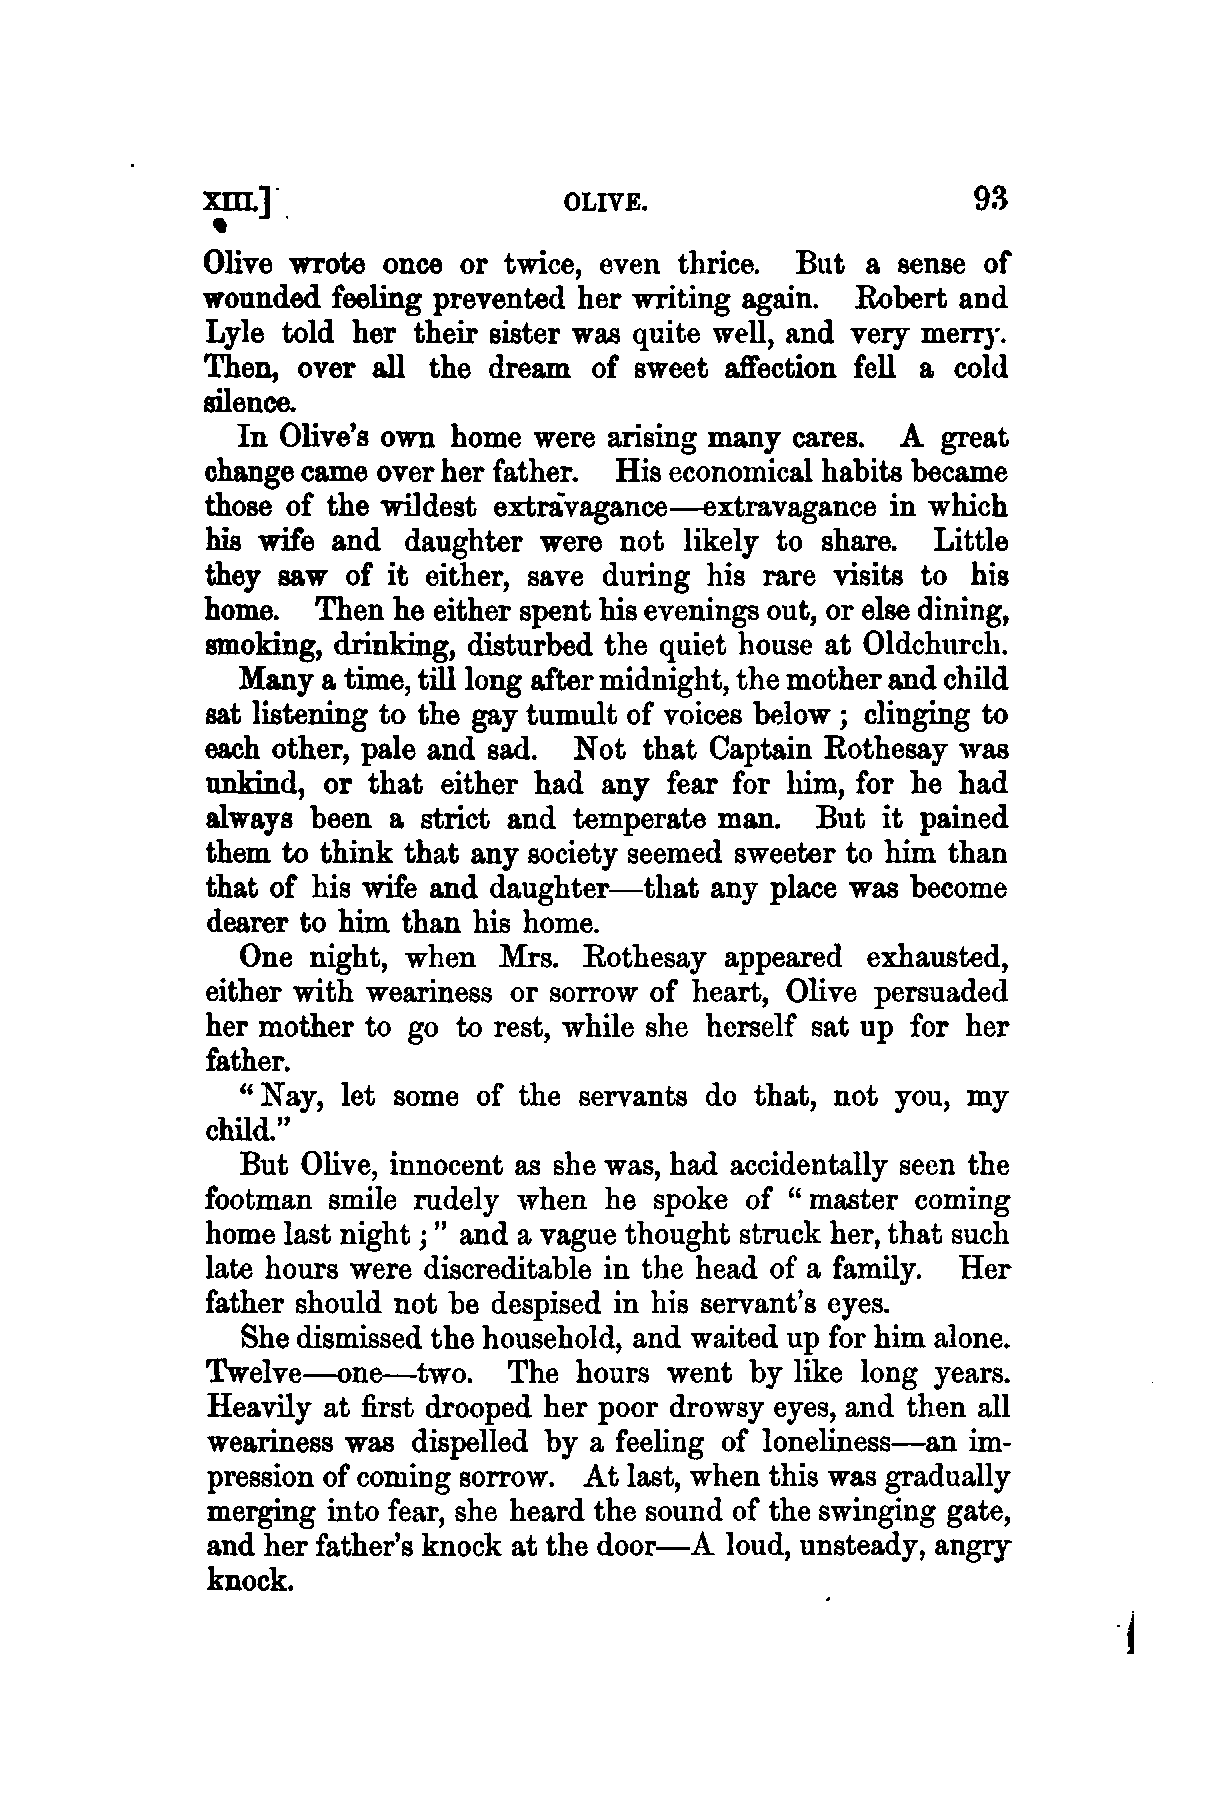 XIII.] OLIVE. 93
Olive wrote once or twice, even thrice. But a sense of
wounded feeling prevented her writing again. Robert and
Lyle told her their sister was quite well, and very merry.
Then, over all the dream of sweet affection fell a cold
silence.
In Olive's own home were arising many cares. A great
change came over her father. His economical habits became
those of the wildest extravagance—extravagance in which
his wife and daughter were not likely to share. Little
they saw of it either, save during his rare visits to his
home. Then he either spent his evenings out, or else dining,
smoking, drinking, disturbed the quiet house at Oldchurch.
Many a time, till long after midnight, the mother and child
sat listening to the gay tumult of voices below; clinging to
each other, pale and sad. Not that Captain Rothesay was
unkind, or that either had any fear for him, for he had
always been a strict and temperate man. But it pained
them to think that any society seemed sweeter to him than
that of his wife and daughter—that any place was become
dearer to him than his home.
One night, when Mrs. Rothesay appeared exhausted,
either with weariness or sorrow of heart, Olive persuaded
her mother to go to rest, while she herself sat up for her
father.
"Nay, let some of the servants do that, not you, my
child."
But Olive, innocent as she was, had accidentally seen the
footman smile rudely when he spoke of "master coming
home last night;" and a vague thought struck her, that such
late hours were discreditable in the head of a family. Her
father should not be despised in his servant's eyes.
She dismissed the household, and waited up for him alone.
Twelve—one—two. The hours went by like long years.
Heavily at first drooped her poor drowsy eyes, and then all
weariness was dispelled by a feeling of loneliness—an im-
pression of coming sorrow. At last, when this was gradually
merging into fear, she heard the sound of the swinging gate,
and her father's knock at the door—A loud, unsteady, angry
knock.